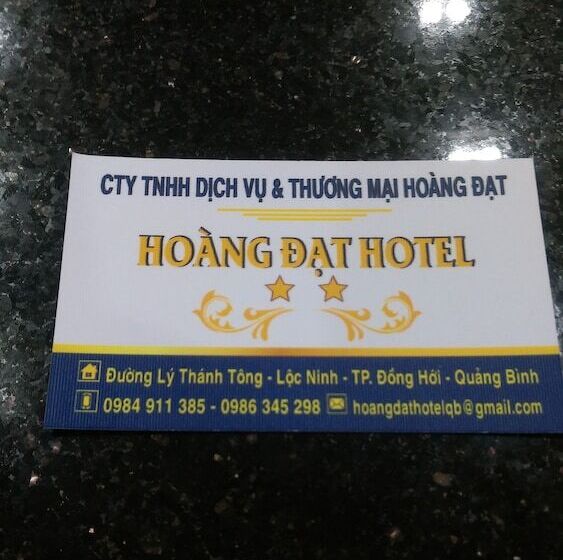 CTY TNHH DỊCH VỤ & THƯƠNG MẠI HOÀNG ĐẠT
HOÀNG ĐẠT HOTEL
Đường Lý Thánh Tông - Lộc Ninh - TP. Đồng Hới - Quảng Bình
0984 911 385 - 0986 345 298 hoangdathotelqb@gmail.com